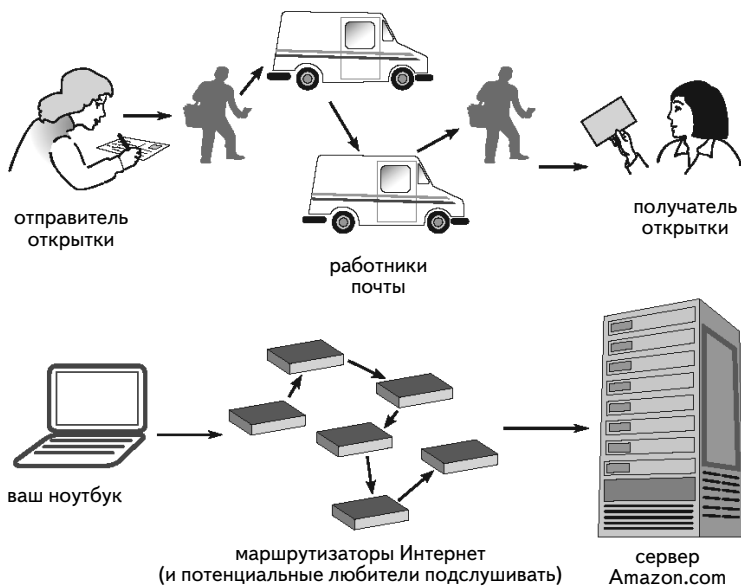 отправитель
открытки
работники
почты
получатель
открытки
ваш ноутбук
маршрутизаторы Интернет
(и потенциальные любители подслушивать)
сервер
Amazon.com